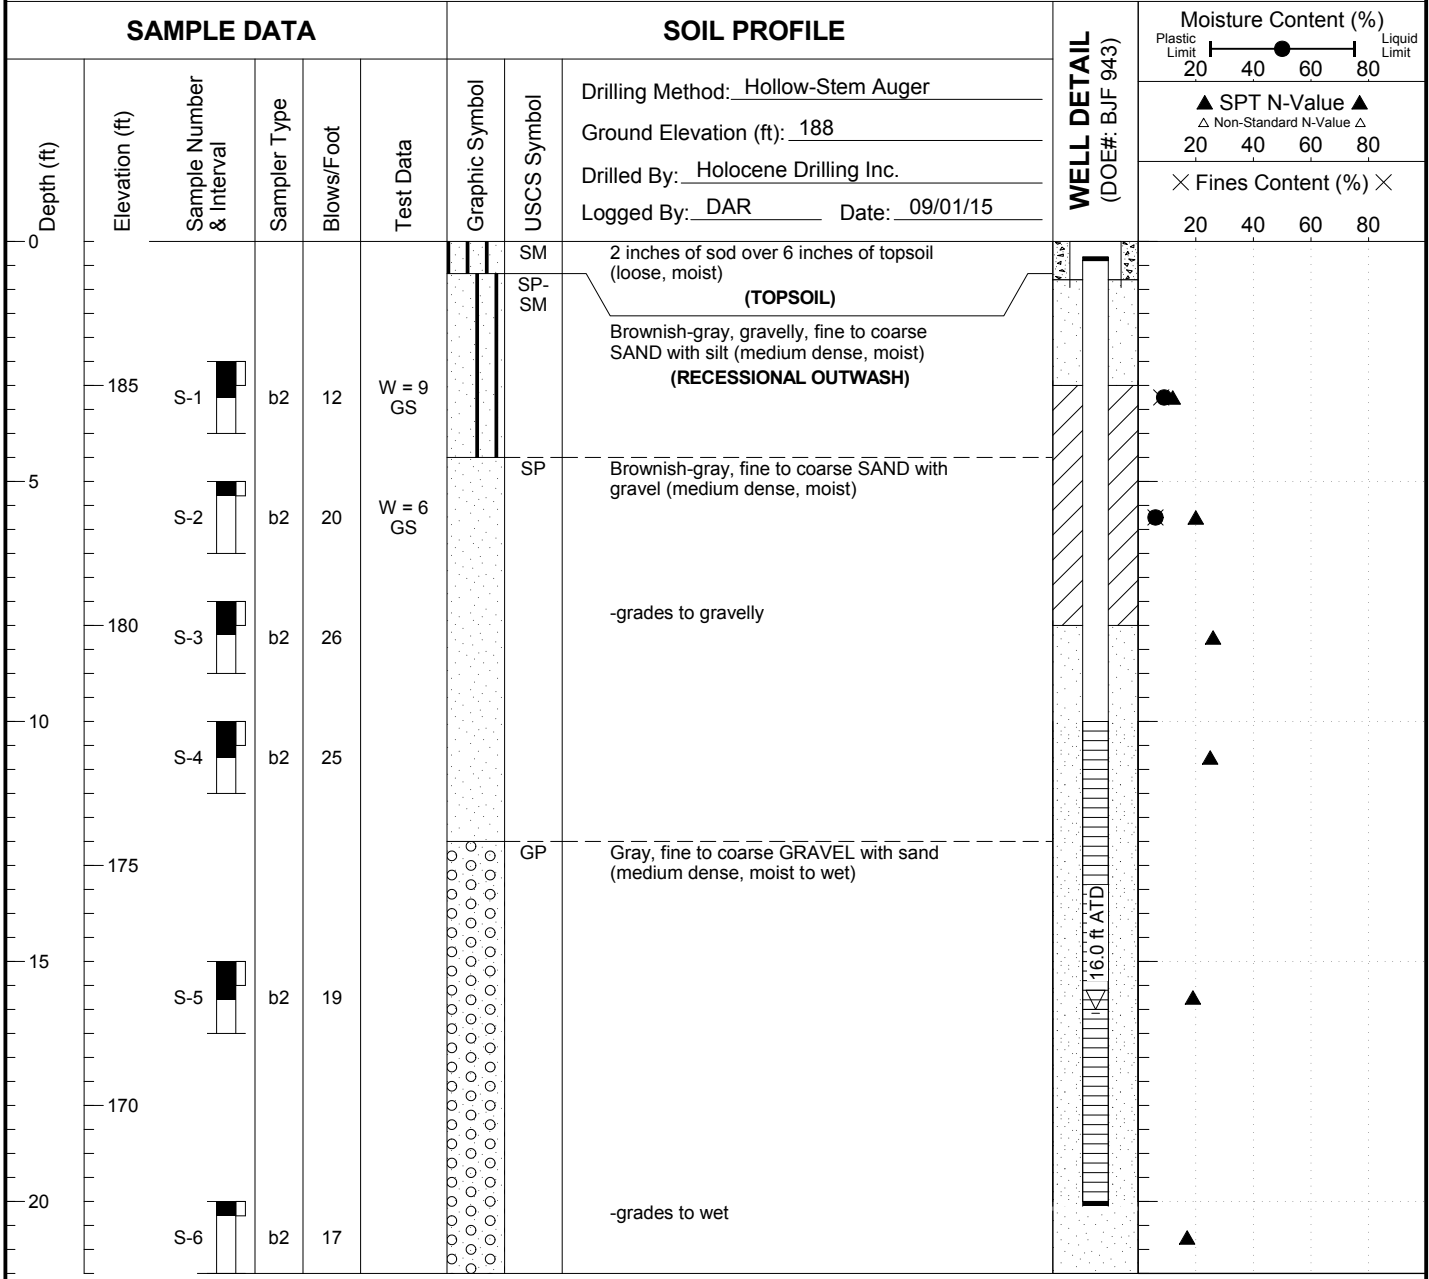 SAMPLE DATA
SOIL PROFILE
Depth (ft)
Elevation (ft)
Sample Number
& Interval
Sampler Type
Blows/Foot
Test Data
Graphic Symbol
USCS Symbol
Drilling Method: Hollow-Stem Auger
Ground Elevation (ft): 188
Drilled By: Holocene Drilling Inc.
Logged By: DAR Date: 09/01/15
WELL DETAIL
(DOE#: BJF 943)
Moisture Content (%)
Plastic
Limit
Liquid
Limit
20 40 60 80
▲ SPT N-Value ▲
△ Non-Standard N-Value △
20 40 60 80
× Fines Content (%) ×
20 40 60 80
0
SM
2 inches of sod over 6 inches of topsoil
(loose, moist)
(TOPSOIL)
SP-
SM
Brownish-gray, gravelly, fine to coarse
SAND with silt (medium dense, moist)
(RECESSIONAL OUTWASH)
185
S-1 b2 12
W = 9
GS
5
SP
Brownish-gray, fine to coarse SAND with
gravel (medium dense, moist)
S-2 b2 20
W = 6
GS
-grades to gravelly
180
S-3 b2 26
10
S-4 b2 25
GP
Gray, fine to coarse GRAVEL with sand
(medium dense, moist to wet)
175
16.0 ft ATD
15
S-5 b2 19
170
20
-grades to wet
S-6 b2 17